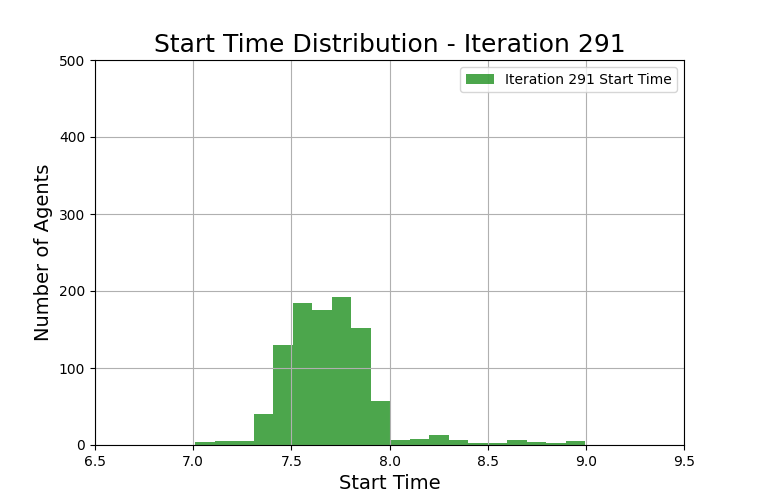 Start Time Distribution - Iteration 291
Iteration 291 Start Time
500
400
300
200
100
0
Number of Agents
6.5 7.0 7.5 8.0 8.5 9.0 9.5
Start Time